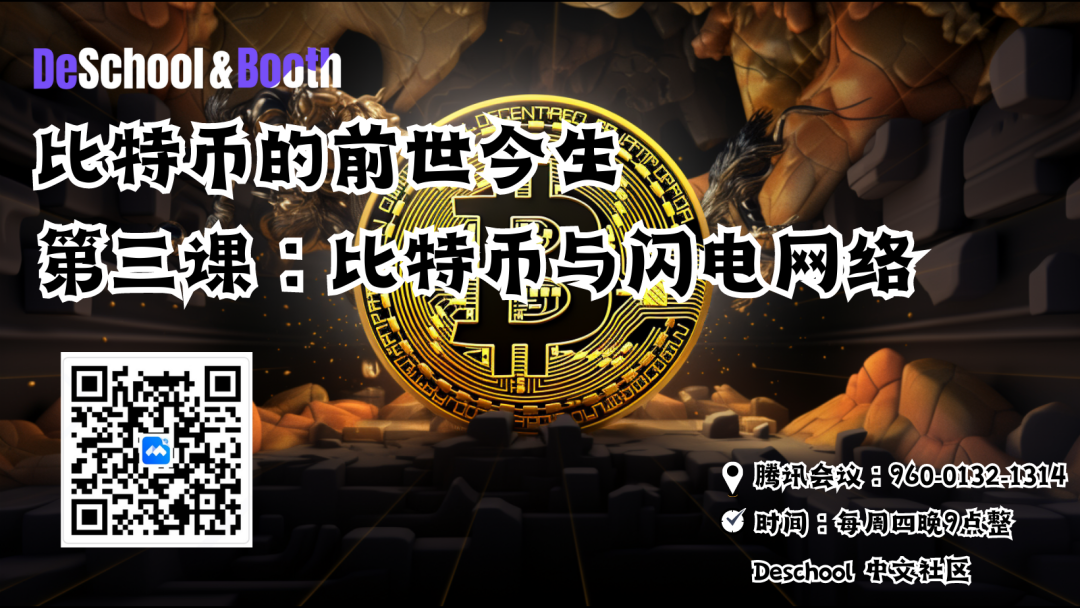 DeSchool & Booth
比特币的前世今生
第三课：比特币与闪电网络
腾讯会议：960-0132-1314
时间：每周四晚9点整
Deschool 中文社区